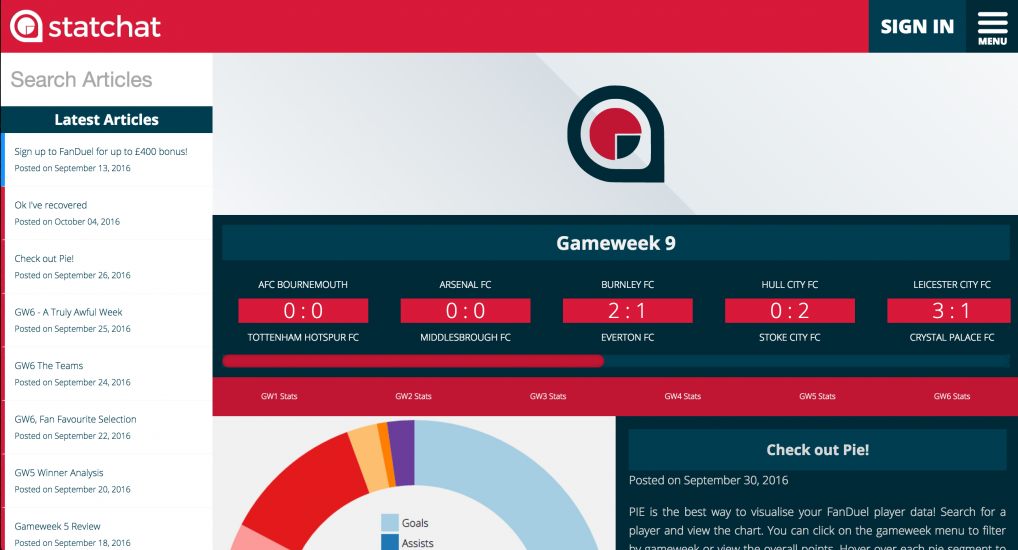 statchat
SIGN IN
MENU
Search Articles
Latest Articles
Sign up to FanDuel for up to £400 bonus!
Posted on September 13, 2016
Ok I've recovered
Posted on October 04, 2016
Check out Pie!
Posted on September 26, 2016
GW6 - A Truly Awful Week
Posted on September 25, 2016
GW6 The Teams
Posted on September 24, 2016
GW6, Fan Favourite Selection
Posted on September 22, 2016
GW5 Winner Analysis
Posted on September 20, 2016
Gameweek 5 Review
Posted on September 18, 2016
Gameweek 9
AFC BOURNEMOUTH
0 : 0
TOTTENHAM HOTSPUR FC
ARSENAL FC
0 : 0
MIDDLESBROUGH FC
BURNLEY FC
2 : 1
EVERTON FC
HULL CITY FC
0 : 2
STOKE CITY FC
LEICESTER CITY FC
3 : 1
CRYSTAL PALACE FC
GW1 Stats
GW2 Stats
GW3 Stats
GW4 Stats
GW5 Stats
GW6 Stats
Goals
Assists
Check out Pie!
Posted on September 30, 2016
PIE is the best way to visualise your FanDuel player data! Search for a
player and view the chart. You can click on the gameweek menu to filter
by gameweek or view the overall points. Hover over each pie segment to